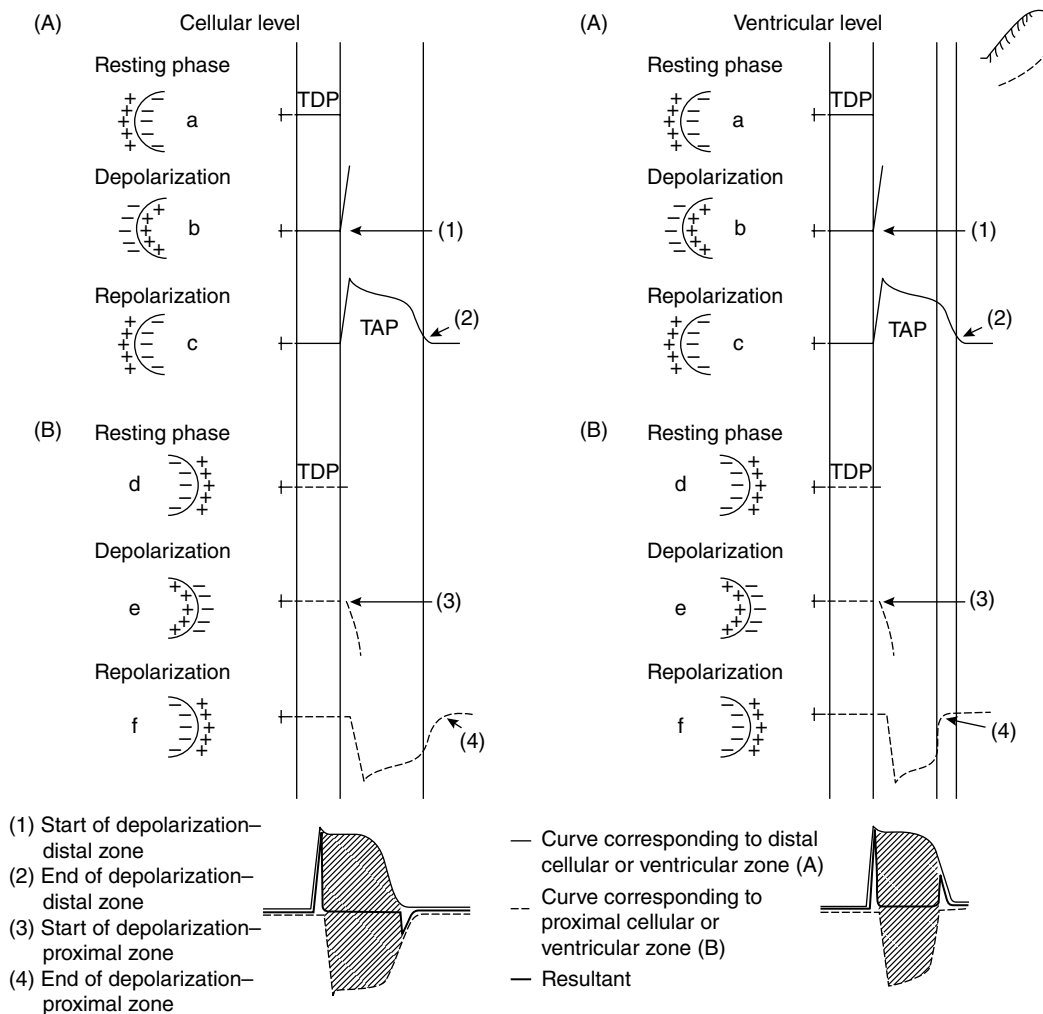 (A) Cellular level
Resting phase
TDP
a
Depolarization
b
(1)
Repolarization
(2)
TAP
c
(B) Resting phase
TDP
d
Depolarization
e
(3)
Repolarization
f
(4)
(A) Ventricular level
Resting phase
TDP
a
Depolarization
b
(1)
Repolarization
(2)
TAP
c
(B) Resting phase
TDP
d
Depolarization
e
(3)
Repolarization
f
(4)
(1) Start of depolarization–
distal zone
(2) End of depolarization–
distal zone
(3) Start of depolarization–
proximal zone
(4) End of depolarization–
proximal zone
Curve corresponding to distal
cellular or ventricular zone (A)
Curve corresponding to
proximal cellular or
ventricular zone (B)
Resultant